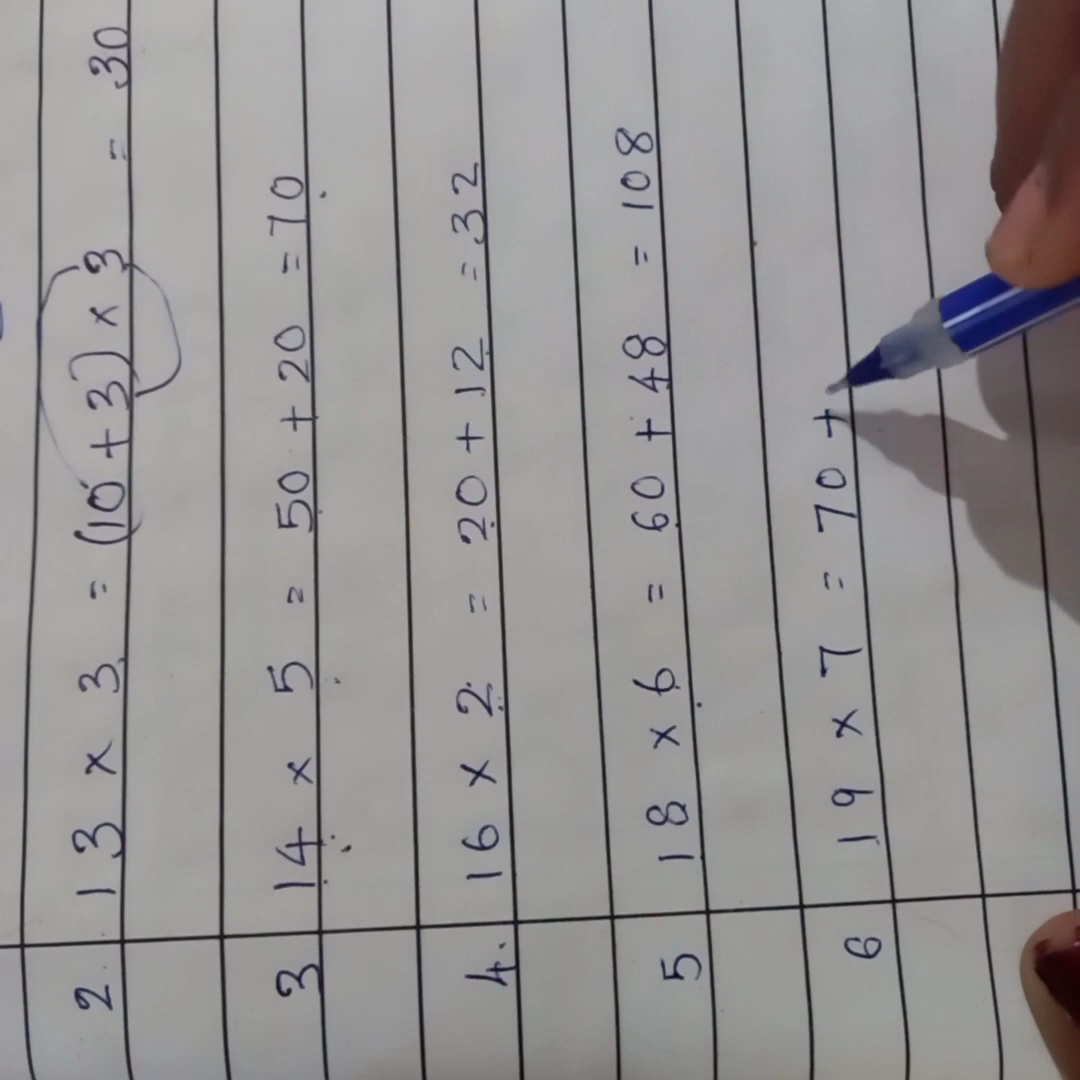 2. 13 × 3 = (10 + 3) × 3 = 30
3 14 × 5 = 50 + 20 = 70
4. 16 × 2 = 20 + 12 = 32
5 18 × 6 = 60 + 48 = 108
6 19 × 7 = 70 +